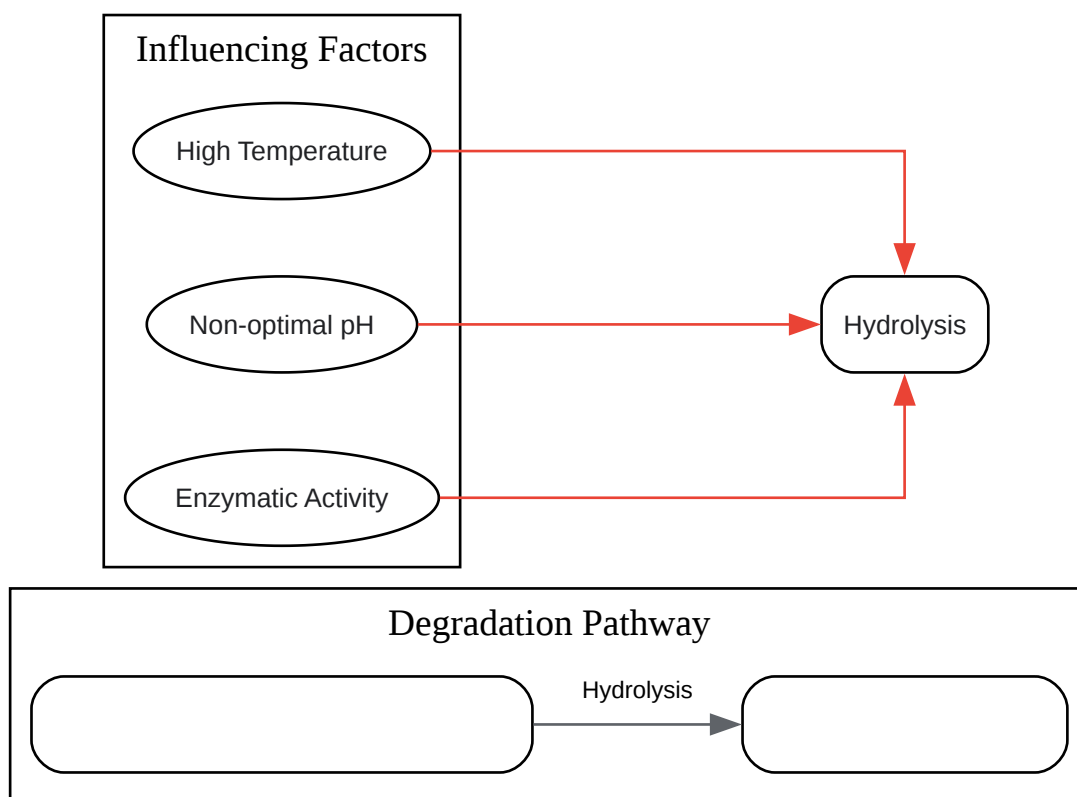 Influencing Factors
High Temperature
Non-optimal pH
Hydrolysis
Enzymatic Activity
Degradation Pathway
Hydrolysis